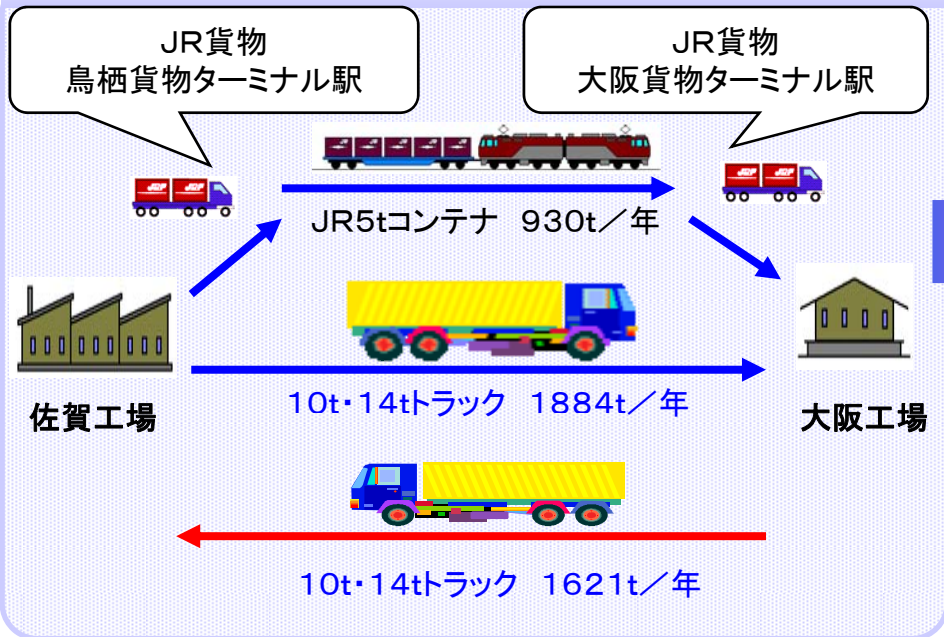 JR貨物
鳥栖貨物ターミナル駅
JR貨物
大阪貨物ターミナル駅
JR5tコンテナ 930t／年
10t・14tトラック 1884t／年
佐賀工場
大阪工場
10t・14tトラック 1621t／年